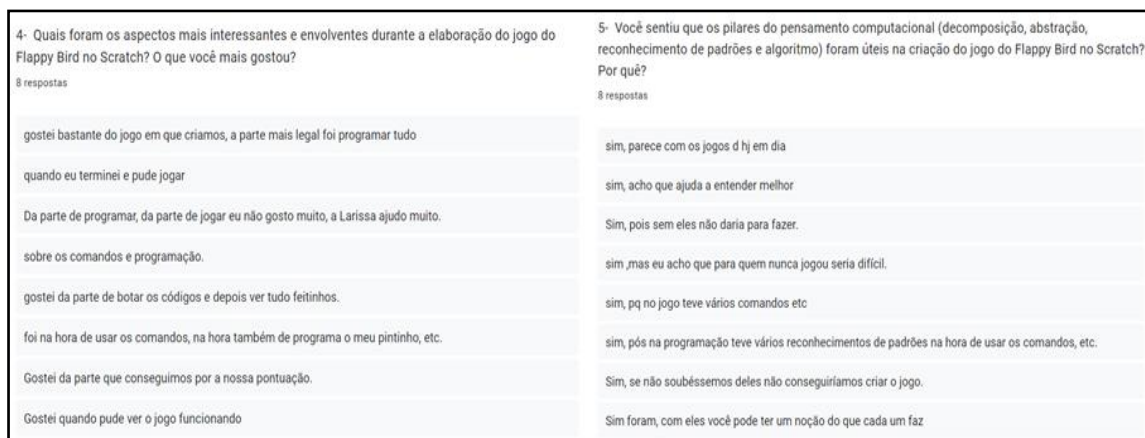 4- Quais foram os aspectos mais interessantes e envolventes durante a elaboração do jogo do
Flappy Bird no Scratch? O que você mais gostou?
8 respostas
gostei bastante do jogo em que criamos, a parte mais legal foi programar tudo
quando eu terminei e pude jogar
Da parte de programar, da parte de jogar eu não gosto muito, a Larissa ajudo muito.
sobre os comandos e programação.
gostei da parte de botar os códigos e depois ver tudo feitinhos.
foi na hora de usar os comandos, na hora também de programa o meu pintinho, etc.
Gostei da parte que conseguimos por a nossa pontuação.
Gostei quando pude ver o jogo funcionando
5- Você sentiu que os pilares do pensamento computacional (decomposição, abstração,
reconhecimento de padrões e algoritmo) foram úteis na criação do jogo do Flappy Bird no Scratch?
Por quê?
8 respostas
sim, parece com os jogos d hj em dia
sim, acho que ajuda a entender melhor
Sim, pois sem eles não daria para fazer.
sim ,mas eu acho que para quem nunca jogou seria difícil.
sim, pq no jogo teve vários comandos etc
sim, pós na programação teve vários reconhecimentos de padrões na hora de usar os comandos, etc.
Sim, se não soubéssemos deles não conseguiríamos criar o jogo.
Sim foram, com eles você pode ter um noção do que cada um faz